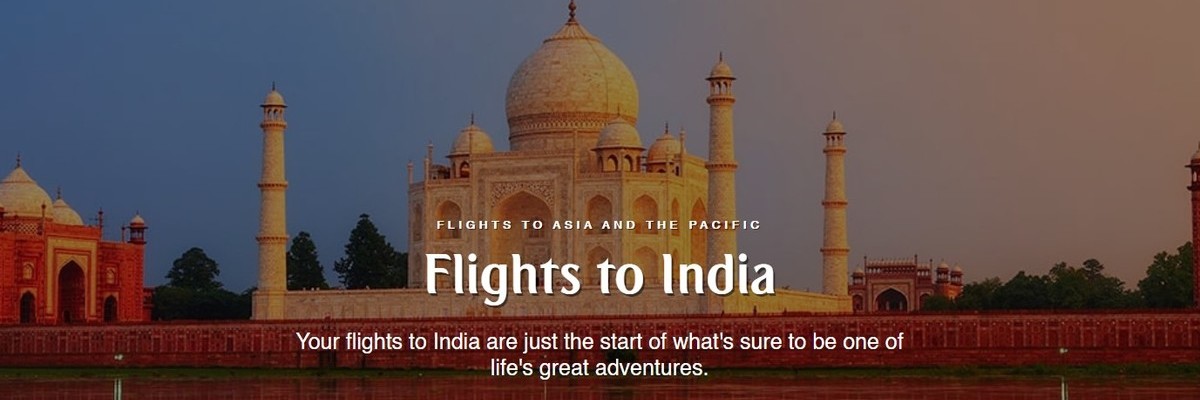 FLIGHTS TO ASIA AND THE PACIFIC
Flights to India
Your flights to India are just the start of what's sure to be one of
life's great adventures.